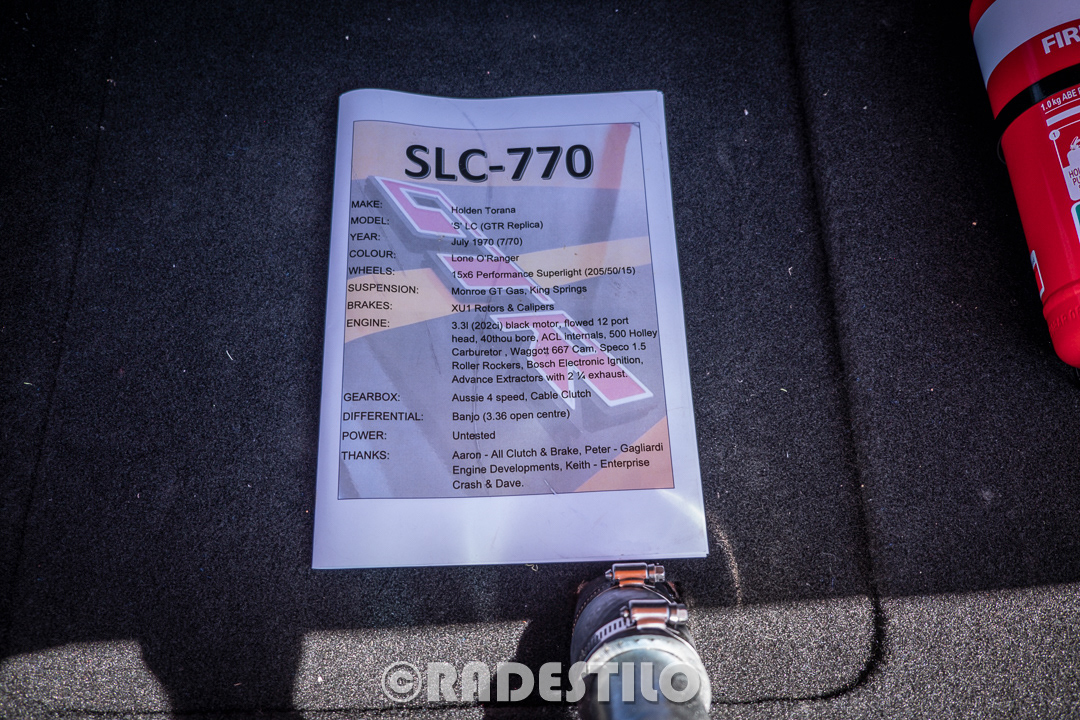 SLC-770
MAKE: Holden Torana
MODEL: 'S' LC (GTR Replica)
YEAR: July 1970 (7/70)
COLOUR: Lone O'Ranger
WHEELS: 15x6 Performance Superlight (205/50/15)
SUSPENSION: Monroe GT Gas, King Springs
BRAKES: XU1 Rotors & Calipers
ENGINE: 3.3l (202ci) black motor, flowed 12 port
head, 40thou bore, ACL Internals, 500 Holley
Carburetor , Waggott 667 Cam, Speco 1.5
Roller Rockers, Bosch Electronic Ignition,
Advance Extractors with 2 ¼ exhaust.
GEARBOX: Aussie 4 speed, Cable Clutch
DIFFERENTIAL: Banjo (3.36 open centre)
POWER: Untested
THANKS: Aaron - All Clutch & Brake, Peter - Gagliardi
Engine Developments, Keith - Enterprise
Crash & Dave.
1.0kg ABE
©RADESTILO